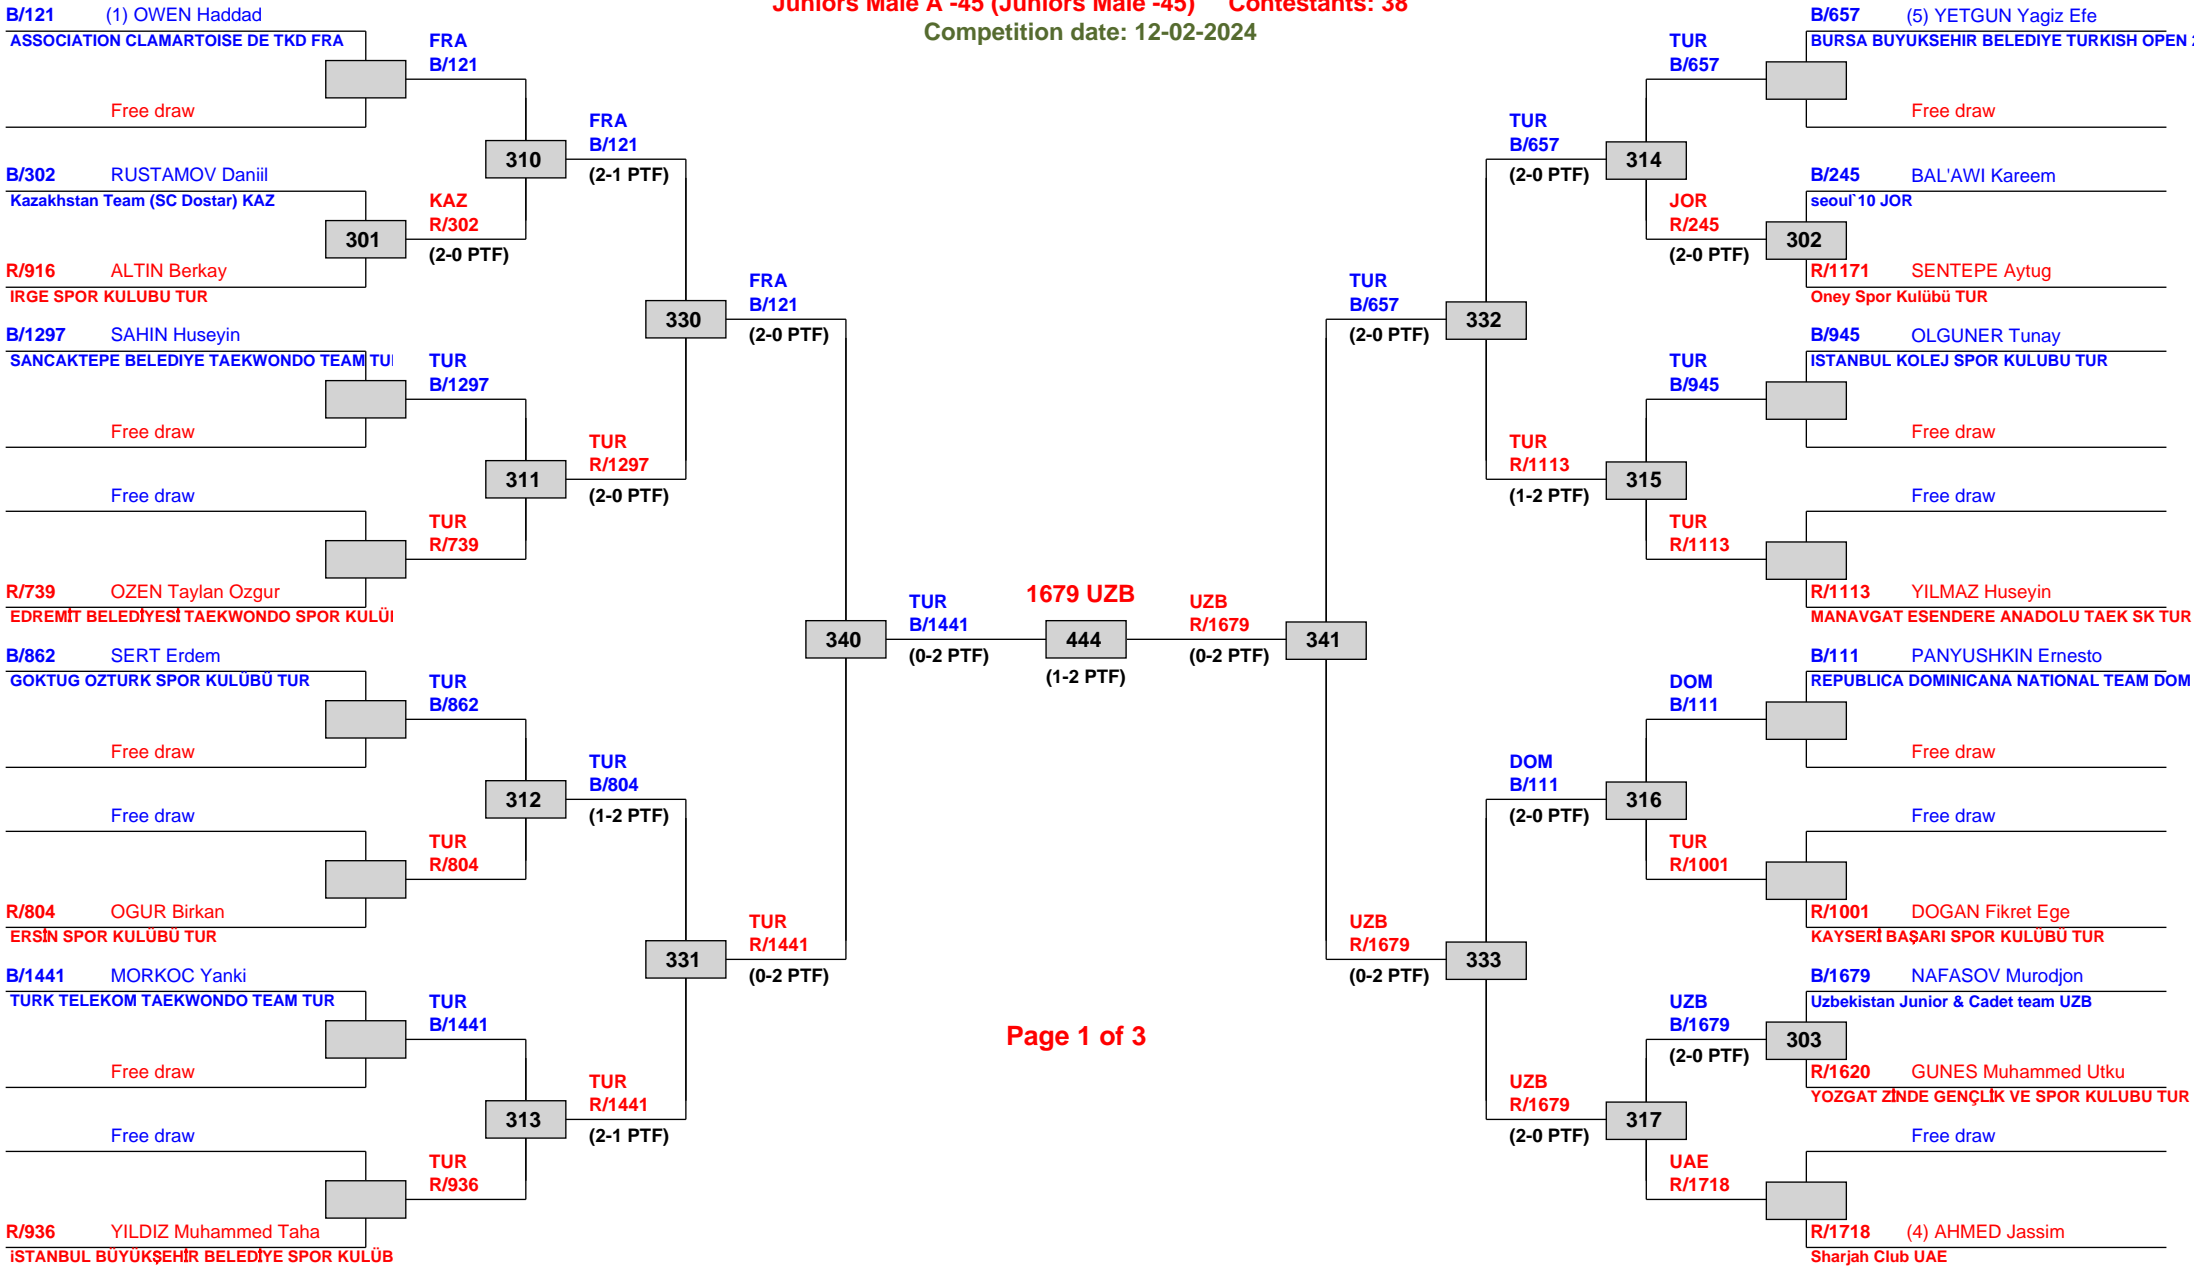 Juniors Male A -45 (Juniors Male -45) Contestants: 38
Competition date: 12-02-2024
B/121 (1) OWEN Haddad
ASSOCIATION CLAMARTOISE DE TKD FRA
Free draw
B/302 RUSTAMOV Daniil
Kazakhstan Team (SC Dostar) KAZ
301
R/916 ALTIN Berkay
IRGE SPOR KULUBU TUR
B/1297 SAHIN Huseyin
SANCAKTEPE BELEDIYE TAEKWONDO TEAM TUI
Free draw
Free draw
R/739 OZEN Taylan Ozgur
EDREMİT BELEDİYESİ TAEKWONDO SPOR KULÜI
B/862 SERT Erdem
GOKTUG OZTURK SPOR KULÜBÜ TUR
Free draw
Free draw
R/804 OGUR Birkan
ERSİN SPOR KULÜBÜ TUR
B/1441 MORKOC Yanki
TURK TELEKOM TAEKWONDO TEAM TUR
Free draw
Free draw
R/936 YILDIZ Muhammed Taha
iSTANBUL BÜYÜKŞEHİR BELEDİYE SPOR KULÜB
FRA
B/121
310
KAZ
R/302
(2-0 PTF)
TUR
B/1297
311
TUR
R/739
TUR
B/862
312
TUR
R/804
TUR
B/1441
313
TUR
R/936
FRA
B/121
(2-1 PTF)
330
TUR
R/1297
(2-0 PTF)
TUR
B/804
(1-2 PTF)
331
TUR
R/1441
(2-1 PTF)
FRA
B/121
(2-0 PTF)
340
TUR
R/1441
(0-2 PTF)
TUR
B/1441
(0-2 PTF)
1679 UZB
444
(1-2 PTF)
UZB
R/1679
(0-2 PTF)
Page 1 of 3
TUR
B/657
(2-0 PTF)
341
UZB
R/1679
(0-2 PTF)
TUR
B/657
(2-0 PTF)
332
TUR
R/1113
(1-2 PTF)
DOM
B/111
(2-0 PTF)
333
UZB
R/1679
(2-0 PTF)
TUR
B/657
314
JOR
R/245
(2-0 PTF)
TUR
B/945
315
TUR
R/1113
DOM
B/111
316
TUR
R/1001
UZB
B/1679
(2-0 PTF)
317
UAE
R/1718
B/657 (5) YETGUN Yagiz Efe
BURSA BUYUKSEHIR BELEDIYE TURKISH OPEN
Free draw
B/245 BAL'AWI Kareem
seoul`10 JOR
302
R/1171 SENTEPE Aytug
Oney Spor Kulübü TUR
B/945 OLGUNER Tunay
ISTANBUL KOLEJ SPOR KULUBU TUR
Free draw
Free draw
R/1113 YILMAZ Huseyin
MANAVGAT ESENDERE ANADOLU TAEK SK TUR
B/111 PANYUSHKIN Ernesto
REPUBLICA DOMINICANA NATIONAL TEAM DOM
Free draw
Free draw
R/1001 DOGAN Fikret Ege
KAYSERİ BAŞARI SPOR KULÜBÜ TUR
B/1679 NAFASOV Murodjon
Uzbekistan Junior & Cadet team UZB
303
R/1620 GUNES Muhammed Utku
YOZGAT ZİNDE GENÇLİK VE SPOR KULUBU TUR
Free draw
R/1718 (4) AHMED Jassim
Sharjah Club UAE